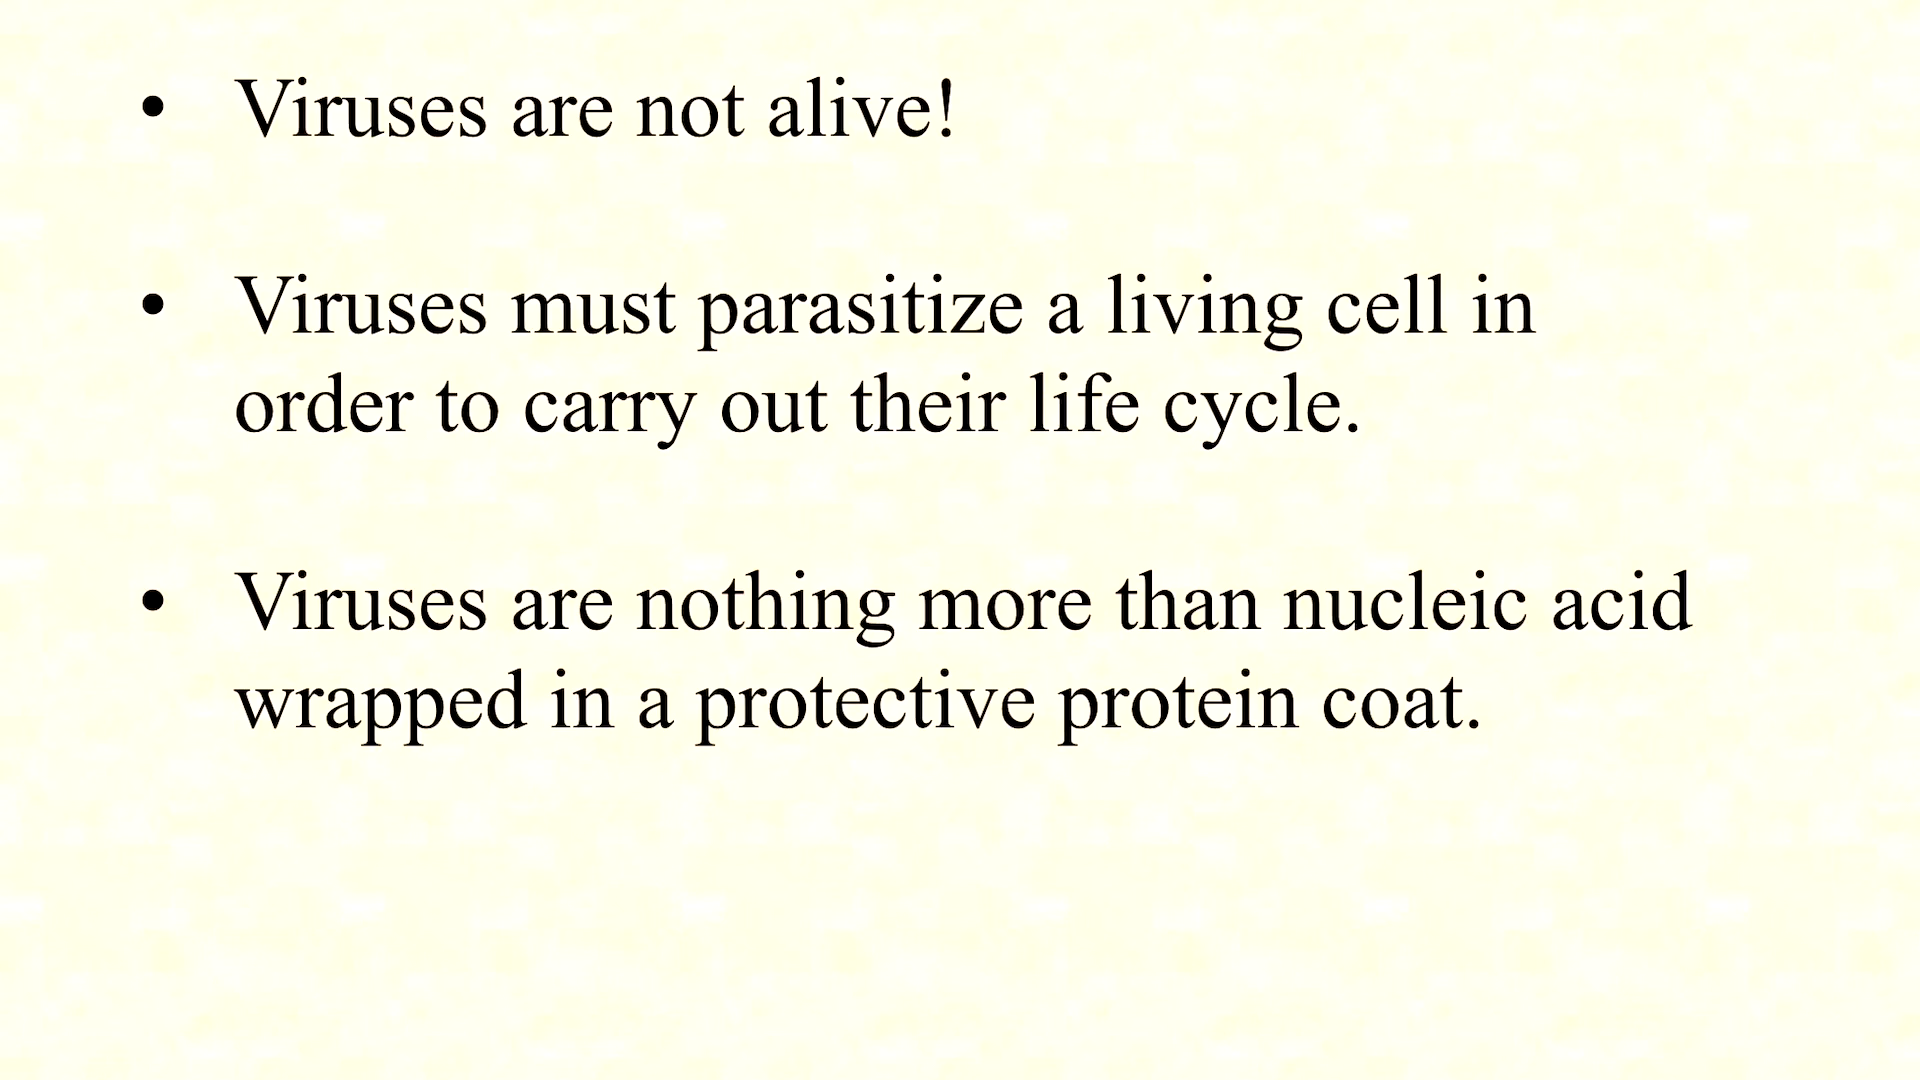 • Viruses are not alive!
• Viruses must parasitize a living cell in
order to carry out their life cycle.
• Viruses are nothing more than nucleic acid
wrapped in a protective protein coat.